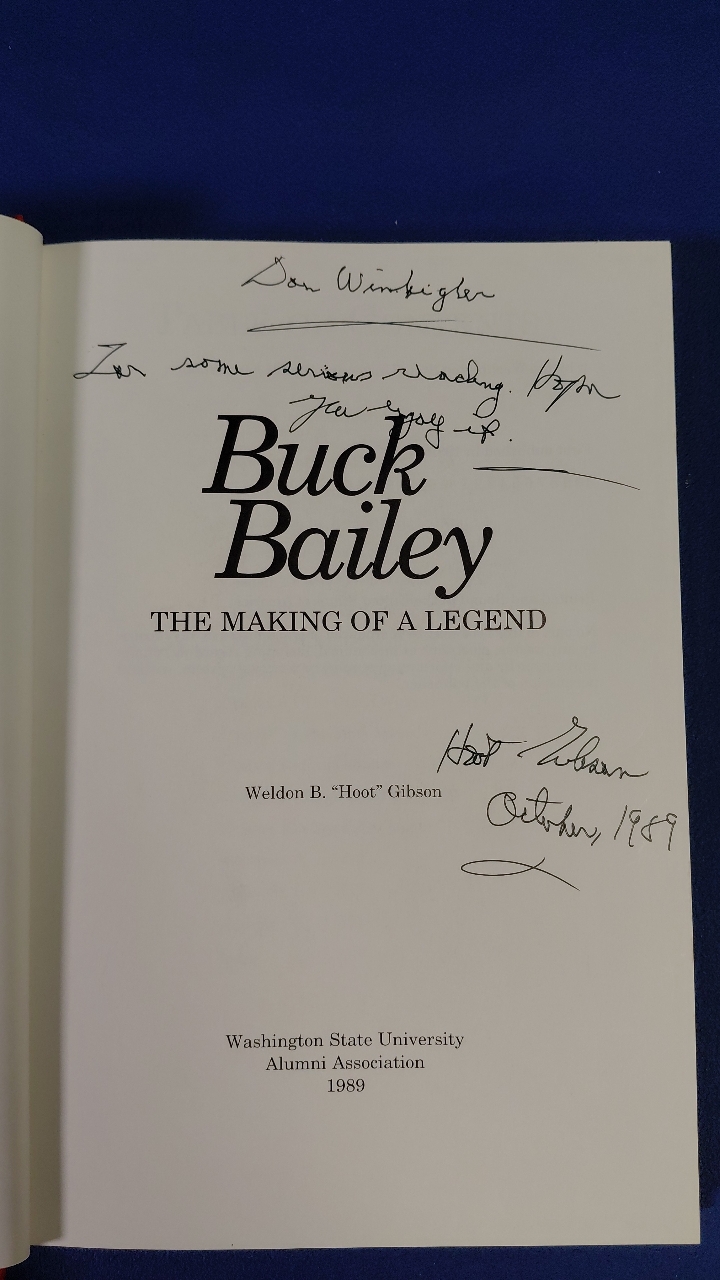 Don Winbigler
For some serious reading. Hope
you enjoy it.
Buck
Bailey
THE MAKING OF A LEGEND
Hoot Gibson
Weldon B. “Hoot” Gibson
October, 1989
Washington State University
Alumni Association
1989